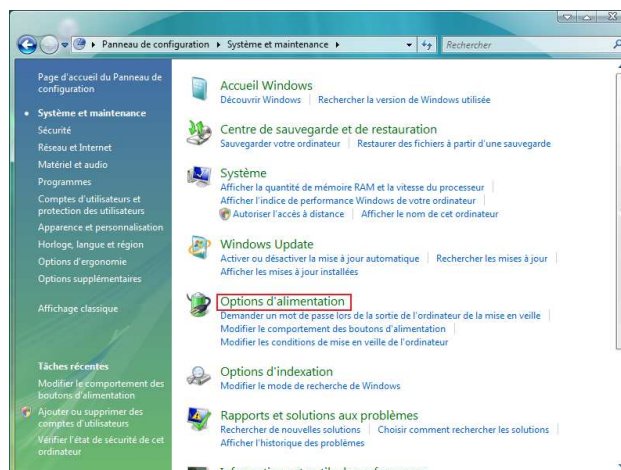 Panneau de configuration ▸ Système et maintenance ▸
Rechercher
Page d'accueil du Panneau de
configuration
Système et maintenance
Sécurité
Réseau et Internet
Matériel et audio
Programmes
Comptes d'utilisateurs et
protection des utilisateurs
Apparence et personnalisation
Horloge, langue et région
Options d'ergonomie
Options supplémentaires
Affichage classique
Tâches récentes
Modifier le comportement des
boutons d'alimentation
Ajouter ou supprimer des
comptes d'utilisateurs
Vérifier l'état de sécurité de cet
ordinateur
Accueil Windows
Découvrir Windows | Rechercher la version de Windows utilisée
Centre de sauvegarde et de restauration
Sauvegarder votre ordinateur | Restaurer des fichiers à partir d'une sauvegarde
Système
Afficher la quantité de mémoire RAM et la vitesse du processeur
Afficher l'indice de performance Windows de votre ordinateur
Autoriser l'accès à distance | Afficher le nom de cet ordinateur
Windows Update
Activer ou désactiver la mise à jour automatique | Rechercher les mises à jour
Afficher les mises à jour installées
Options d'alimentation
Demander un mot de passe lors de la sortie de l'ordinateur de la mise en veille
Modifier le comportement des boutons d'alimentation
Modifier les conditions de mise en veille de l'ordinateur
Options d'indexation
Modifier le mode de recherche de Windows
Rapports et solutions aux problèmes
Rechercher de nouvelles solutions | Choisir comment rechercher les solutions
Afficher l'historique des problèmes